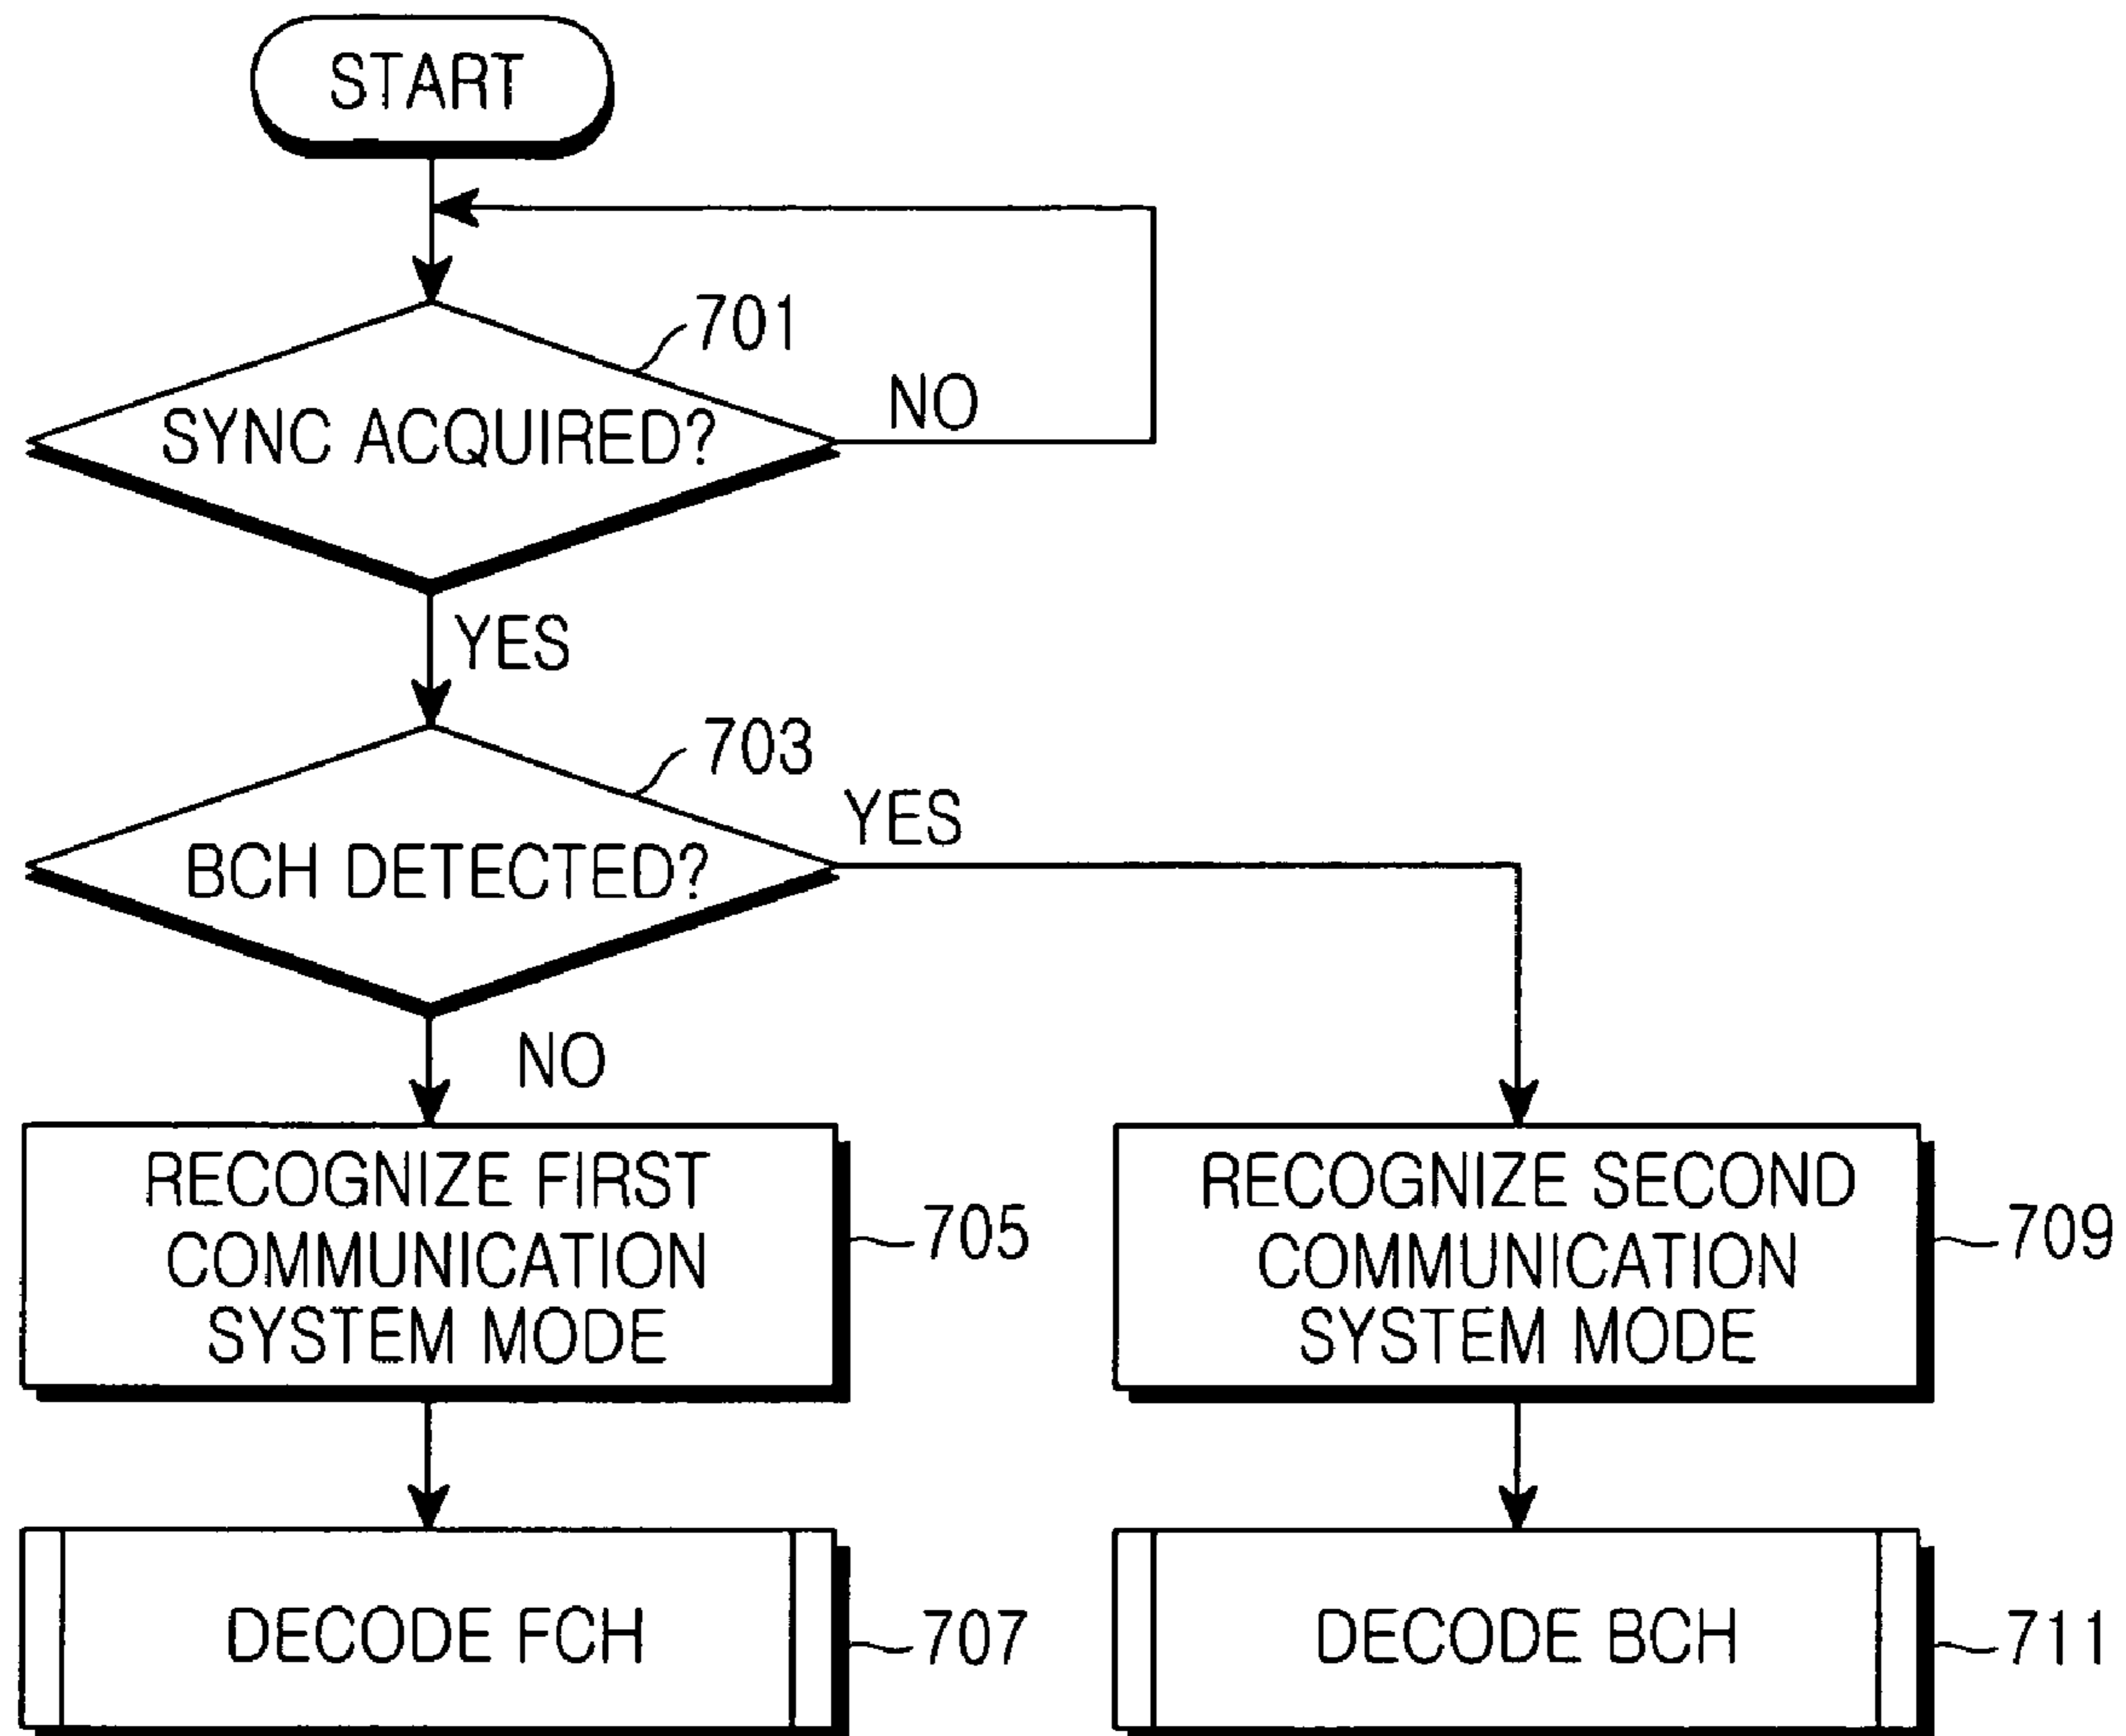 START
701
SYNC ACQUIRED?
NO
YES
703
BCH DETECTED?
YES
NO
RECOGNIZE FIRST
COMMUNICATION
SYSTEM MODE
705
RECOGNIZE SECOND
COMMUNICATION
SYSTEM MODE
709
DECODE FCH
707
DECODE BCH
711